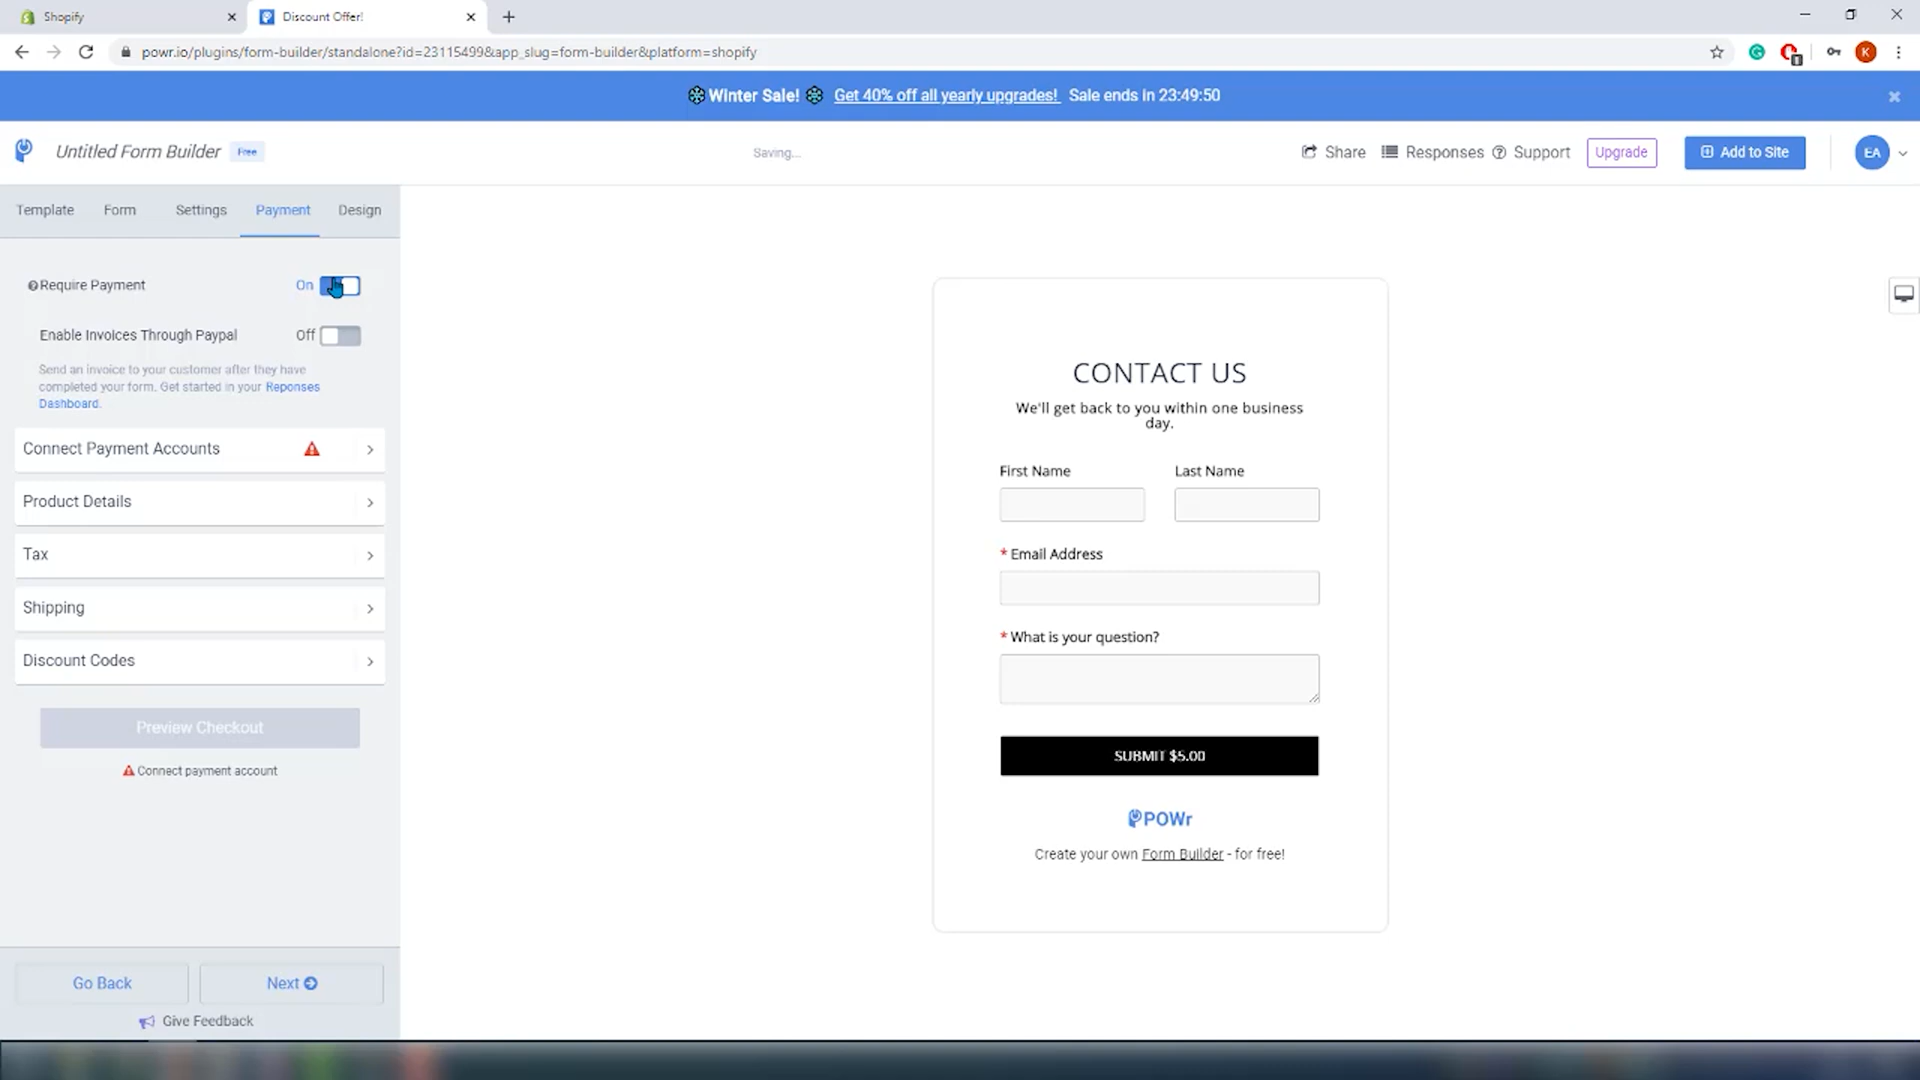 Shopify
Discount Offer!
powr.io/plugins/form-builder/standalone?id=23115499&app_slug=form-builder&platform=shopify
K
Winter Sale! Get 40% off all yearly upgrades! Sale ends in 23:49:50
Untitled Form Builder
Free
Saving...
Share
Responses
Support
Upgrade
Add to Site
EA
Template
Form
Settings
Payment
Design
Require Payment
On
Enable Invoices Through Paypal
Off
Send an invoice to your customer after they have
completed your form. Get started in your Reponses
Dashboard.
Connect Payment Accounts
Product Details
Tax
Shipping
Discount Codes
Preview Checkout
Connect payment account
Go Back
Next
Give Feedback
CONTACT US
We'll get back to you within one business
day.
First Name
Last Name
* Email Address
* What is your question?
SUBMIT $5.00
POWr
Create your own Form Builder - for free!